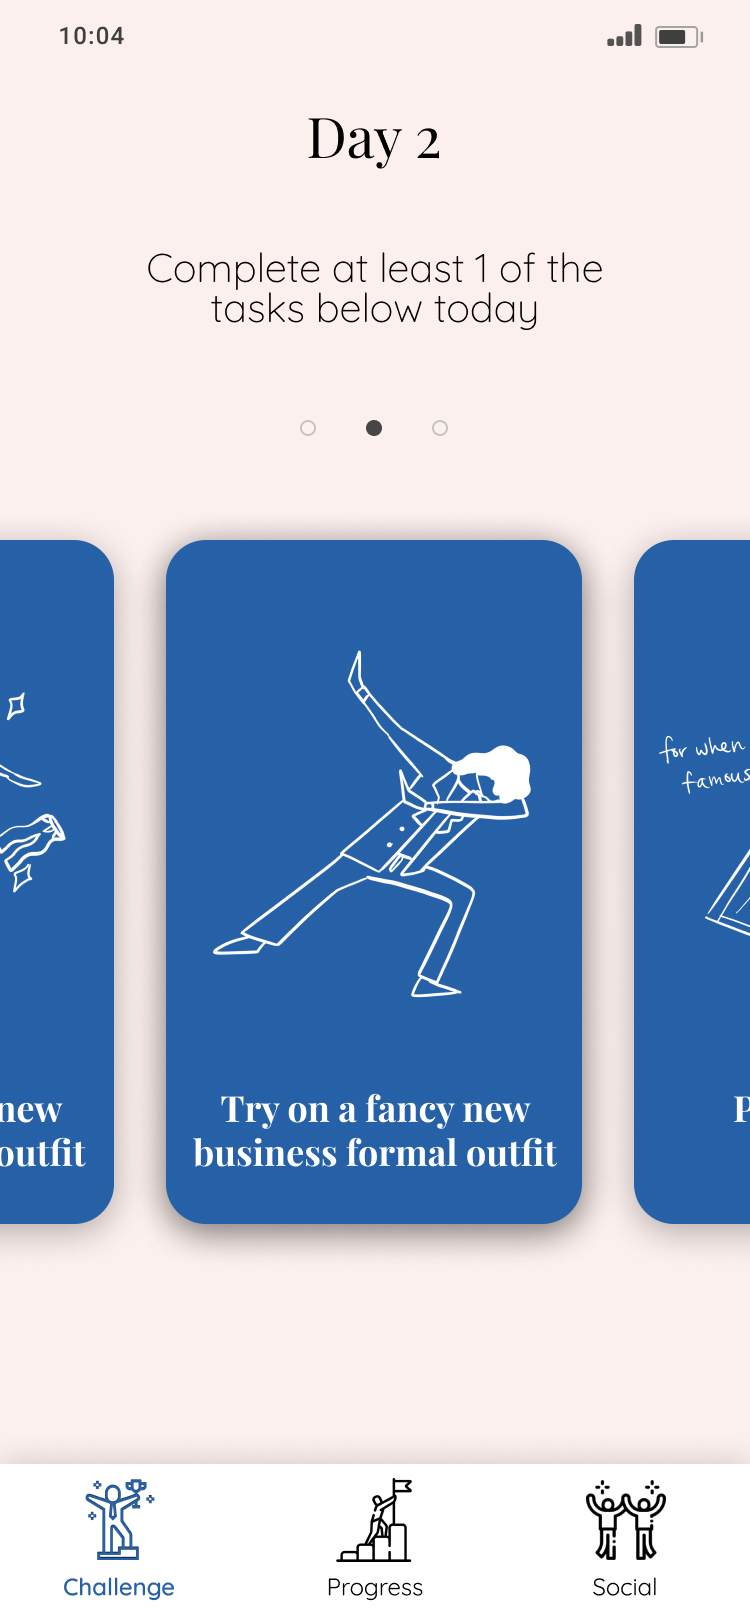 10:04
Day 2
Complete at least 1 of the
tasks below today
for when
famous
new
outfit
Try on a fancy new
business formal outfit
P
Challenge
Progress
Social